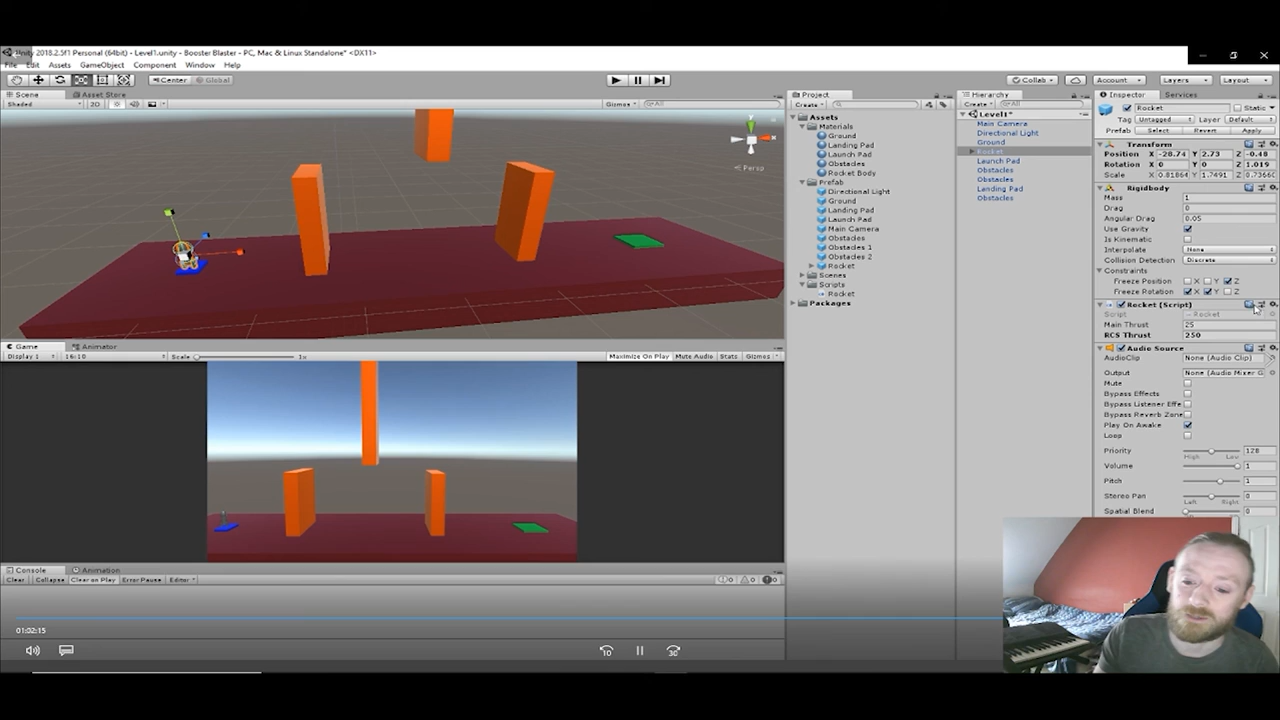 Unity 2018.2.5f1 Personal (64bit) - Level1.unity - Booster Blaster - PC, Mac & Linux Standalone* <DX11>
File Edit Assets GameObject Component Window Help
Center Global
Collab Account Layers Layout
Scene Asset Store
Shaded 2D Gizmos All
Persp
Game Animator
Display 1 16:10 Scale 1x Maximize On Play Mute Audio Stats Gizmos
Console Animation
Clear Collapse Clear on Play Error Pause Editor
0 0 0
01:02:15
10 30
Project
Create
Assets
Materials
Ground
Landing Pad
Launch Pad
Obstacles
Rocket Body
Prefab
Directional Light
Ground
Landing Pad
Launch Pad
Main Camera
Obstacles
Obstacles 1
Obstacles 2
Rocket
Scenes
Scripts
Rocket
Packages
Hierarchy
Create All
Level1*
Main Camera
Directional Light
Ground
Rocket
Launch Pad
Obstacles
Obstacles
Landing Pad
Obstacles
Inspector Services
Rocket Static
Tag Untagged Layer Default
Prefab Select Revert Apply
Transform
Position X -28.74 Y 2.73 Z -0.48
Rotation X 0 Y 0 Z 1.019
Scale X 0.81864 Y 1.7491 Z 0.73660
Rigidbody
Mass 1
Drag 0
Angular Drag 0.05
Use Gravity
Is Kinematic
Interpolate None
Collision Detection Discrete
Constraints
Freeze Position X Y Z
Freeze Rotation X Y Z
Rocket (Script)
Script Rocket
Main Thrust 25
RCS Thrust 250
Audio Source
AudioClip None (Audio Clip)
Output None (Audio Mixer G
Mute
Bypass Effects
Bypass Listener Effe
Bypass Reverb Zone
Play On Awake
Loop
Priority 128
High Low
Volume 1
Pitch 1
Stereo Pan 0
Left Right
Spatial Blend 0